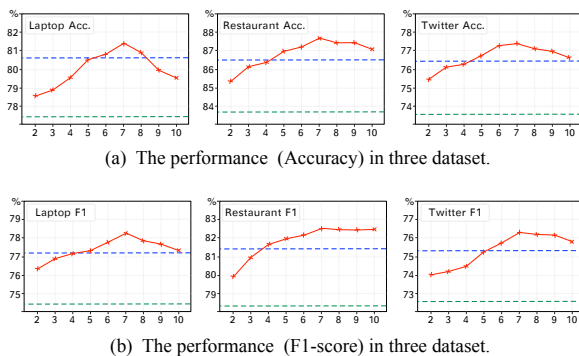 %
Laptop Acc.
82
81
80
79
78
2 3 4 5 6 7 8 9 10
%
Restaurant Acc.
88
87
86
85
84
2 3 4 5 6 7 8 9 10
%
Twitter Acc.
78
77
76
75
74
2 3 4 5 6 7 8 9 10
(a) The performance (Accuracy) in three dataset.
%
Laptop F1
79
78
77
76
75
2 3 4 5 6 7 8 9 10
%
Restaurant F1
83
82
81
80
79
2 3 4 5 6 7 8 9 10
%
Twitter F1
77
76
75
74
73
2 3 4 5 6 7 8 9 10
(b) The performance (F1-score) in three dataset.